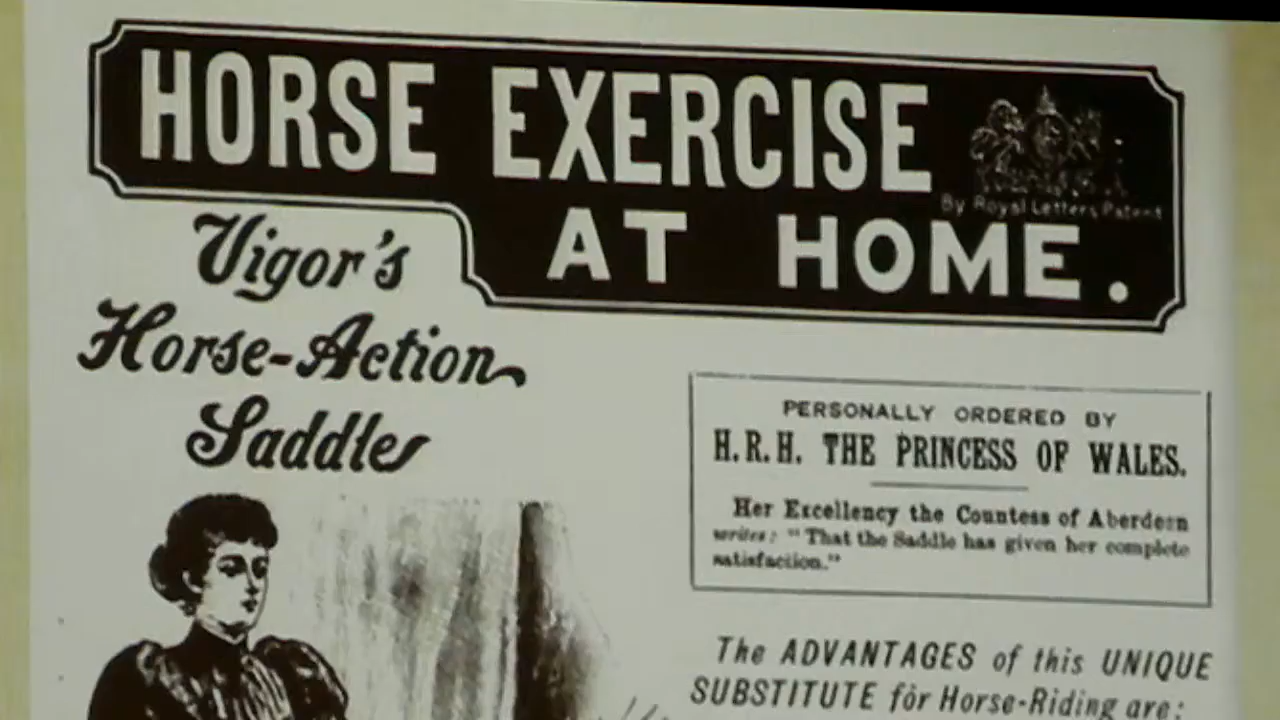 HORSE EXERCISE
By Royal Letters Patent
AT HOME.
Vigor's
Horse-Action
Saddle
PERSONALLY ORDERED BY
H.R.H. THE PRINCESS OF WALES.
Her Excellency the Countess of Aberdeen
writes: "That the Saddle has given her complete
satisfaction."
The ADVANTAGES of this UNIQUE
SUBSTITUTE for Horse-Riding are: